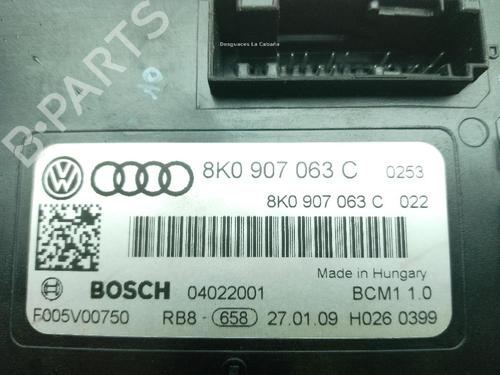 Desguaces La Cabaña
B-PARTS
8K0 907 063 C 0253
8K0 907 063 C 022
Made in Hungary
BOSCH 04022001 BCM1 1.0
F005V00750 RB8- 658 27.01.09 H026 0399